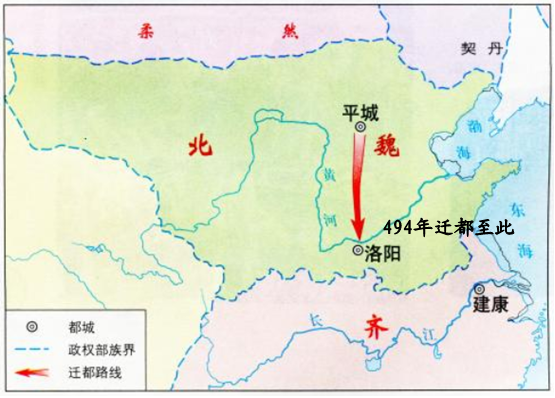 柔然
契丹
平城
渤海
北魏
黄河
494年迁都至此
东海
洛阳
建康
齐
长江
都城
政权部族界
迁都路线